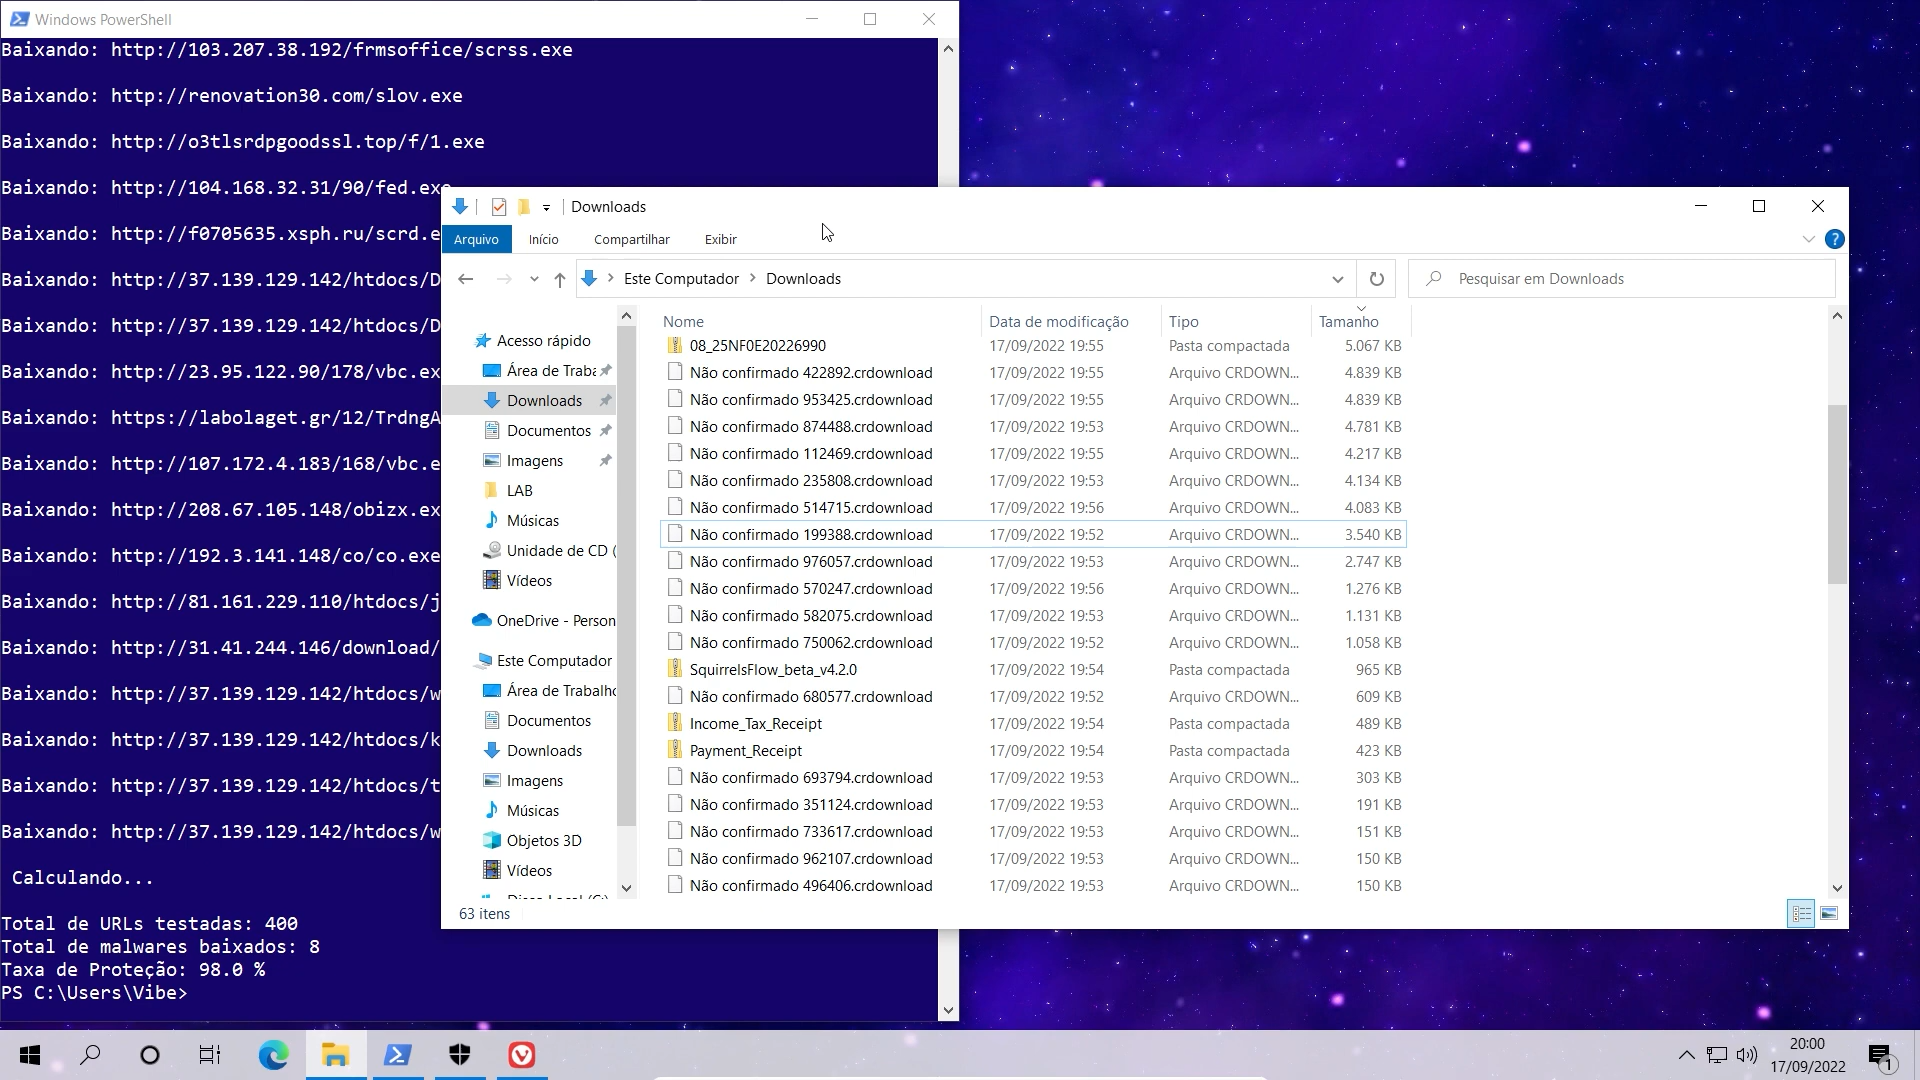 Windows PowerShell
Baixando: http://103.207.38.192/frmsoffice/scrss.exe
Baixando: http://renovation30.com/slov.exe
Baixando: http://o3tlsrdpgoodssl.top/f/1.exe
Baixando: http://104.168.32.31/90/fed.exe
Baixando: http://f0705635.xsph.ru/scrd.e
Baixando: http://37.139.129.142/htdocs/D
Baixando: http://37.139.129.142/htdocs/D
Baixando: http://23.95.122.90/178/vbc.ex
Baixando: https://labolaget.gr/12/TrdngA
Baixando: http://107.172.4.183/168/vbc.e
Baixando: http://208.67.105.148/obizx.ex
Baixando: http://192.3.141.148/co/co.exe
Baixando: http://81.161.229.110/htdocs/j
Baixando: http://31.41.244.146/download/
Baixando: http://37.139.129.142/htdocs/w
Baixando: http://37.139.129.142/htdocs/k
Baixando: http://37.139.129.142/htdocs/t
Baixando: http://37.139.129.142/htdocs/w
Calculando...
Total de URLs testadas: 400
Total de malwares baixados: 8
Taxa de Proteção: 98.0 %
PS C:\Users\Vibe>
Downloads
Arquivo Início Compartilhar Exibir
Este Computador > Downloads
Pesquisar em Downloads
Acesso rápido
Área de Traba
Downloads
Documentos
Imagens
LAB
Músicas
Unidade de CD (
Vídeos
OneDrive - Person
Este Computador
Área de Trabalho
Documentos
Downloads
Imagens
Músicas
Objetos 3D
Vídeos
Nome Data de modificação Tipo Tamanho
08_25NF0E20226990 17/09/2022 19:55 Pasta compactada 5.067 KB
Não confirmado 422892.crdownload 17/09/2022 19:55 Arquivo CRDOWN... 4.839 KB
Não confirmado 953425.crdownload 17/09/2022 19:55 Arquivo CRDOWN... 4.839 KB
Não confirmado 874488.crdownload 17/09/2022 19:53 Arquivo CRDOWN... 4.781 KB
Não confirmado 112469.crdownload 17/09/2022 19:55 Arquivo CRDOWN... 4.217 KB
Não confirmado 235808.crdownload 17/09/2022 19:53 Arquivo CRDOWN... 4.134 KB
Não confirmado 514715.crdownload 17/09/2022 19:56 Arquivo CRDOWN... 4.083 KB
Não confirmado 199388.crdownload 17/09/2022 19:52 Arquivo CRDOWN... 3.540 KB
Não confirmado 976057.crdownload 17/09/2022 19:53 Arquivo CRDOWN... 2.747 KB
Não confirmado 570247.crdownload 17/09/2022 19:56 Arquivo CRDOWN... 1.276 KB
Não confirmado 582075.crdownload 17/09/2022 19:53 Arquivo CRDOWN... 1.131 KB
Não confirmado 750062.crdownload 17/09/2022 19:52 Arquivo CRDOWN... 1.058 KB
SquirrelsFlow_beta_v4.2.0 17/09/2022 19:54 Pasta compactada 965 KB
Não confirmado 680577.crdownload 17/09/2022 19:52 Arquivo CRDOWN... 609 KB
Income_Tax_Receipt 17/09/2022 19:54 Pasta compactada 489 KB
Payment_Receipt 17/09/2022 19:54 Pasta compactada 423 KB
Não confirmado 693794.crdownload 17/09/2022 19:53 Arquivo CRDOWN... 303 KB
Não confirmado 351124.crdownload 17/09/2022 19:53 Arquivo CRDOWN... 191 KB
Não confirmado 733617.crdownload 17/09/2022 19:53 Arquivo CRDOWN... 151 KB
Não confirmado 962107.crdownload 17/09/2022 19:53 Arquivo CRDOWN... 150 KB
Não confirmado 496406.crdownload 17/09/2022 19:53 Arquivo CRDOWN... 150 KB
63 itens
20:00
17/09/2022
1